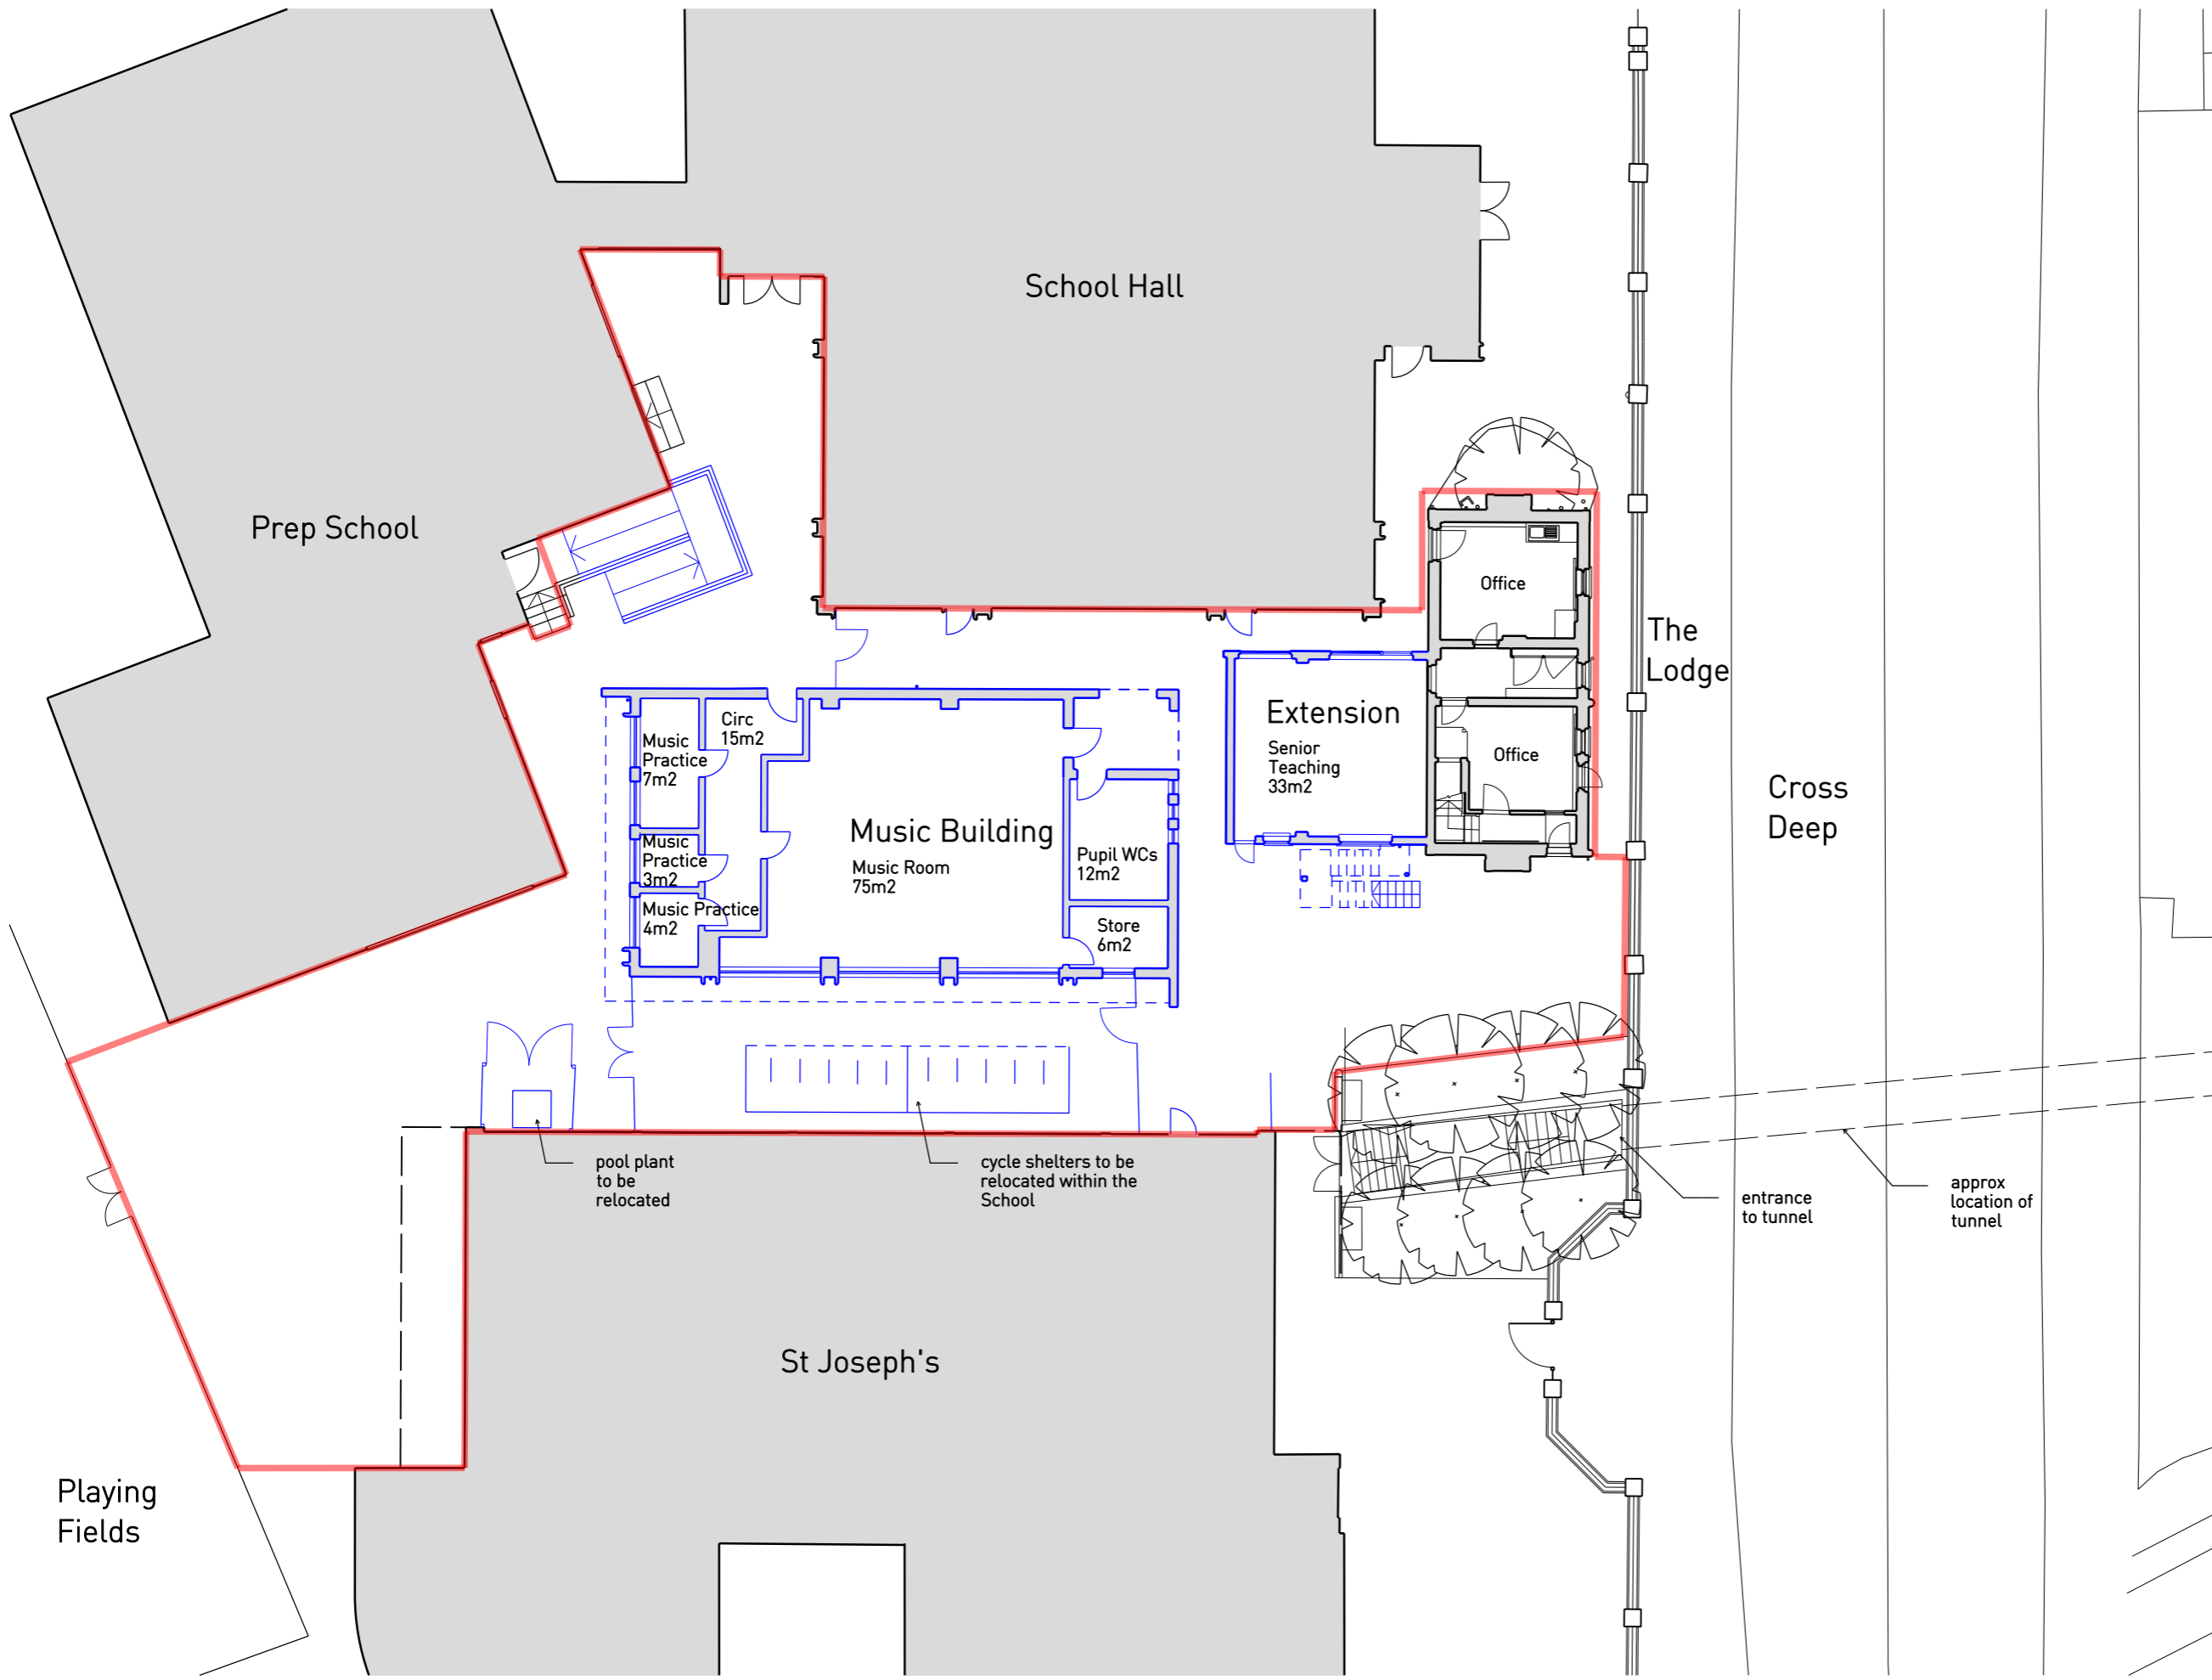 School Hall
Prep School
Office
The
Lodge
Circ
15m2
Music
Practice
7m2
Extension
Senior
Teaching
33m2
Office
Cross
Deep
Music Building
Music Room
75m2
Music
Practice
3m2
Pupil WCs
12m2
Music Practice
4m2
Store
6m2
pool plant
to be
relocated
cycle shelters to be
relocated within the
School
entrance
to tunnel
approx
location of
tunnel
St Joseph's
Playing
Fields